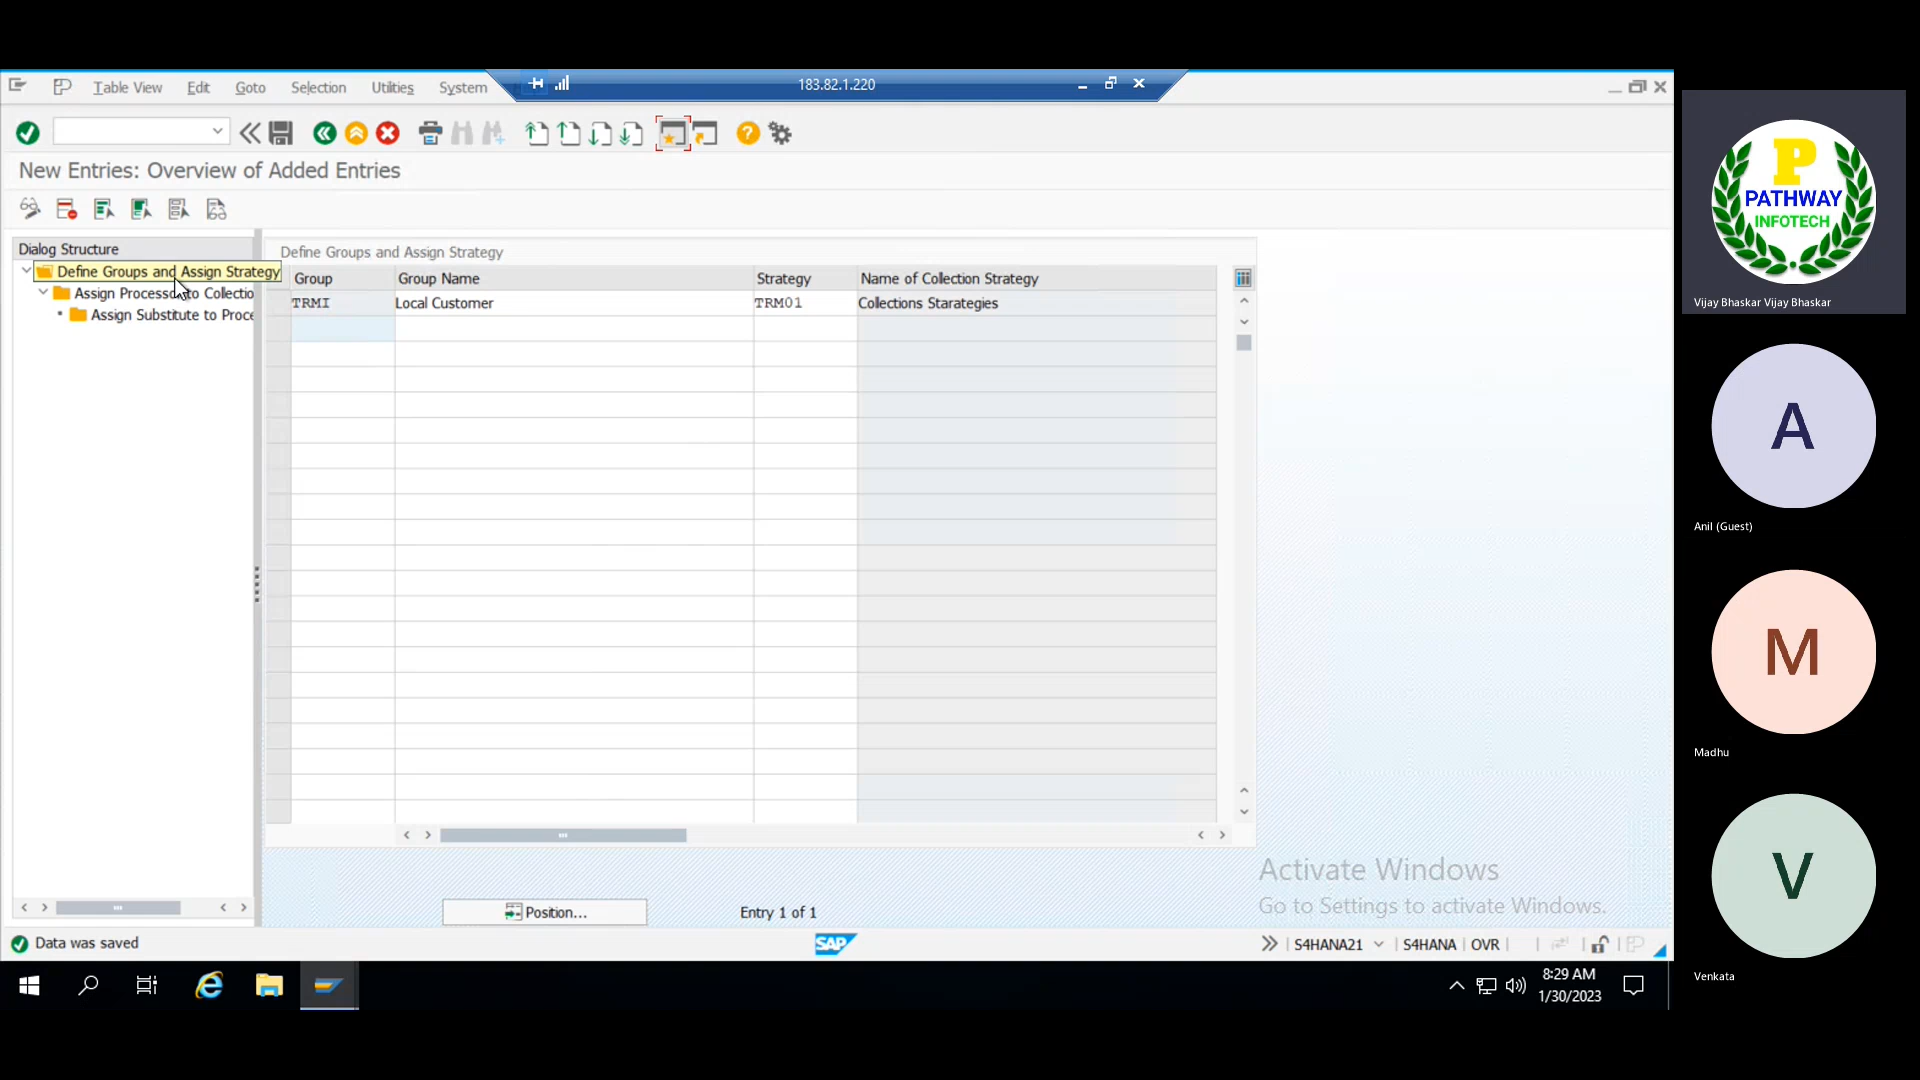 183.82.1.220
Table View Edit Goto Selection Utilities System
New Entries: Overview of Added Entries
Dialog Structure
Define Groups and Assign Strategy
Assign Processo to Collectio
Assign Substitute to Proce
Define Groups and Assign Strategy
Group Group Name Strategy Name of Collection Strategy
TRMI Local Customer TRM01 Collections Starategies
Position...
Entry 1 of 1
Activate Windows
Go to Settings to activate Windows.
Data was saved
SAP
S4HANA21 S4HANA OVR
8:29 AM
1/30/2023
P
PATHWAY
INFOTECH
Vijay Bhaskar Vijay Bhaskar
A
Anil (Guest)
M
Madhu
V
Venkata